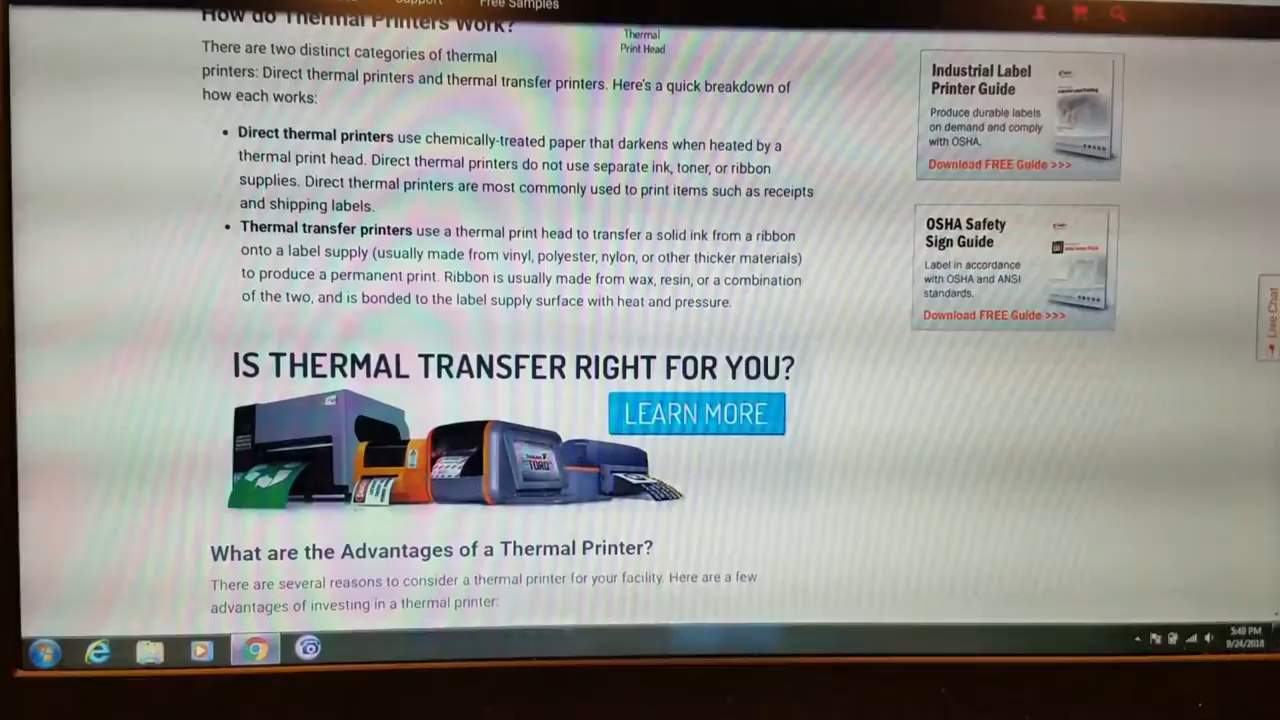 Support
Free Samples
How do Thermal Printers Work?
Thermal
Print Head
There are two distinct categories of thermal
printers: Direct thermal printers and thermal transfer printers. Here's a quick breakdown of
how each works:
• Direct thermal printers use chemically-treated paper that darkens when heated by a
thermal print head. Direct thermal printers do not use separate ink, toner, or ribbon
supplies. Direct thermal printers are most commonly used to print items such as receipts
and shipping labels.
• Thermal transfer printers use a thermal print head to transfer a solid ink from a ribbon
onto a label supply (usually made from vinyl, polyester, nylon, or other thicker materials)
to produce a permanent print. Ribbon is usually made from wax, resin, or a combination
of the two, and is bonded to the label supply surface with heat and pressure.
IS THERMAL TRANSFER RIGHT FOR YOU?
LEARN MORE
TORO
What are the Advantages of a Thermal Printer?
There are several reasons to consider a thermal printer for your facility. Here are a few
advantages of investing in a thermal printer:
Industrial Label
Printer Guide
Produce durable labels
on demand and comply
with OSHA.
Download FREE Guide >>>
OSHA Safety
Sign Guide
Label in accordance
with OSHA and ANSI
standards.
Download FREE Guide >>>
Live Chat
5:49 PM
9/24/2018